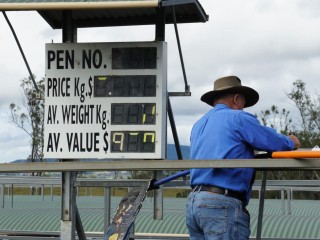 PEN NO.
PRICE Kg.$
AV. WEIGHT Kg.
AV. VALUE $